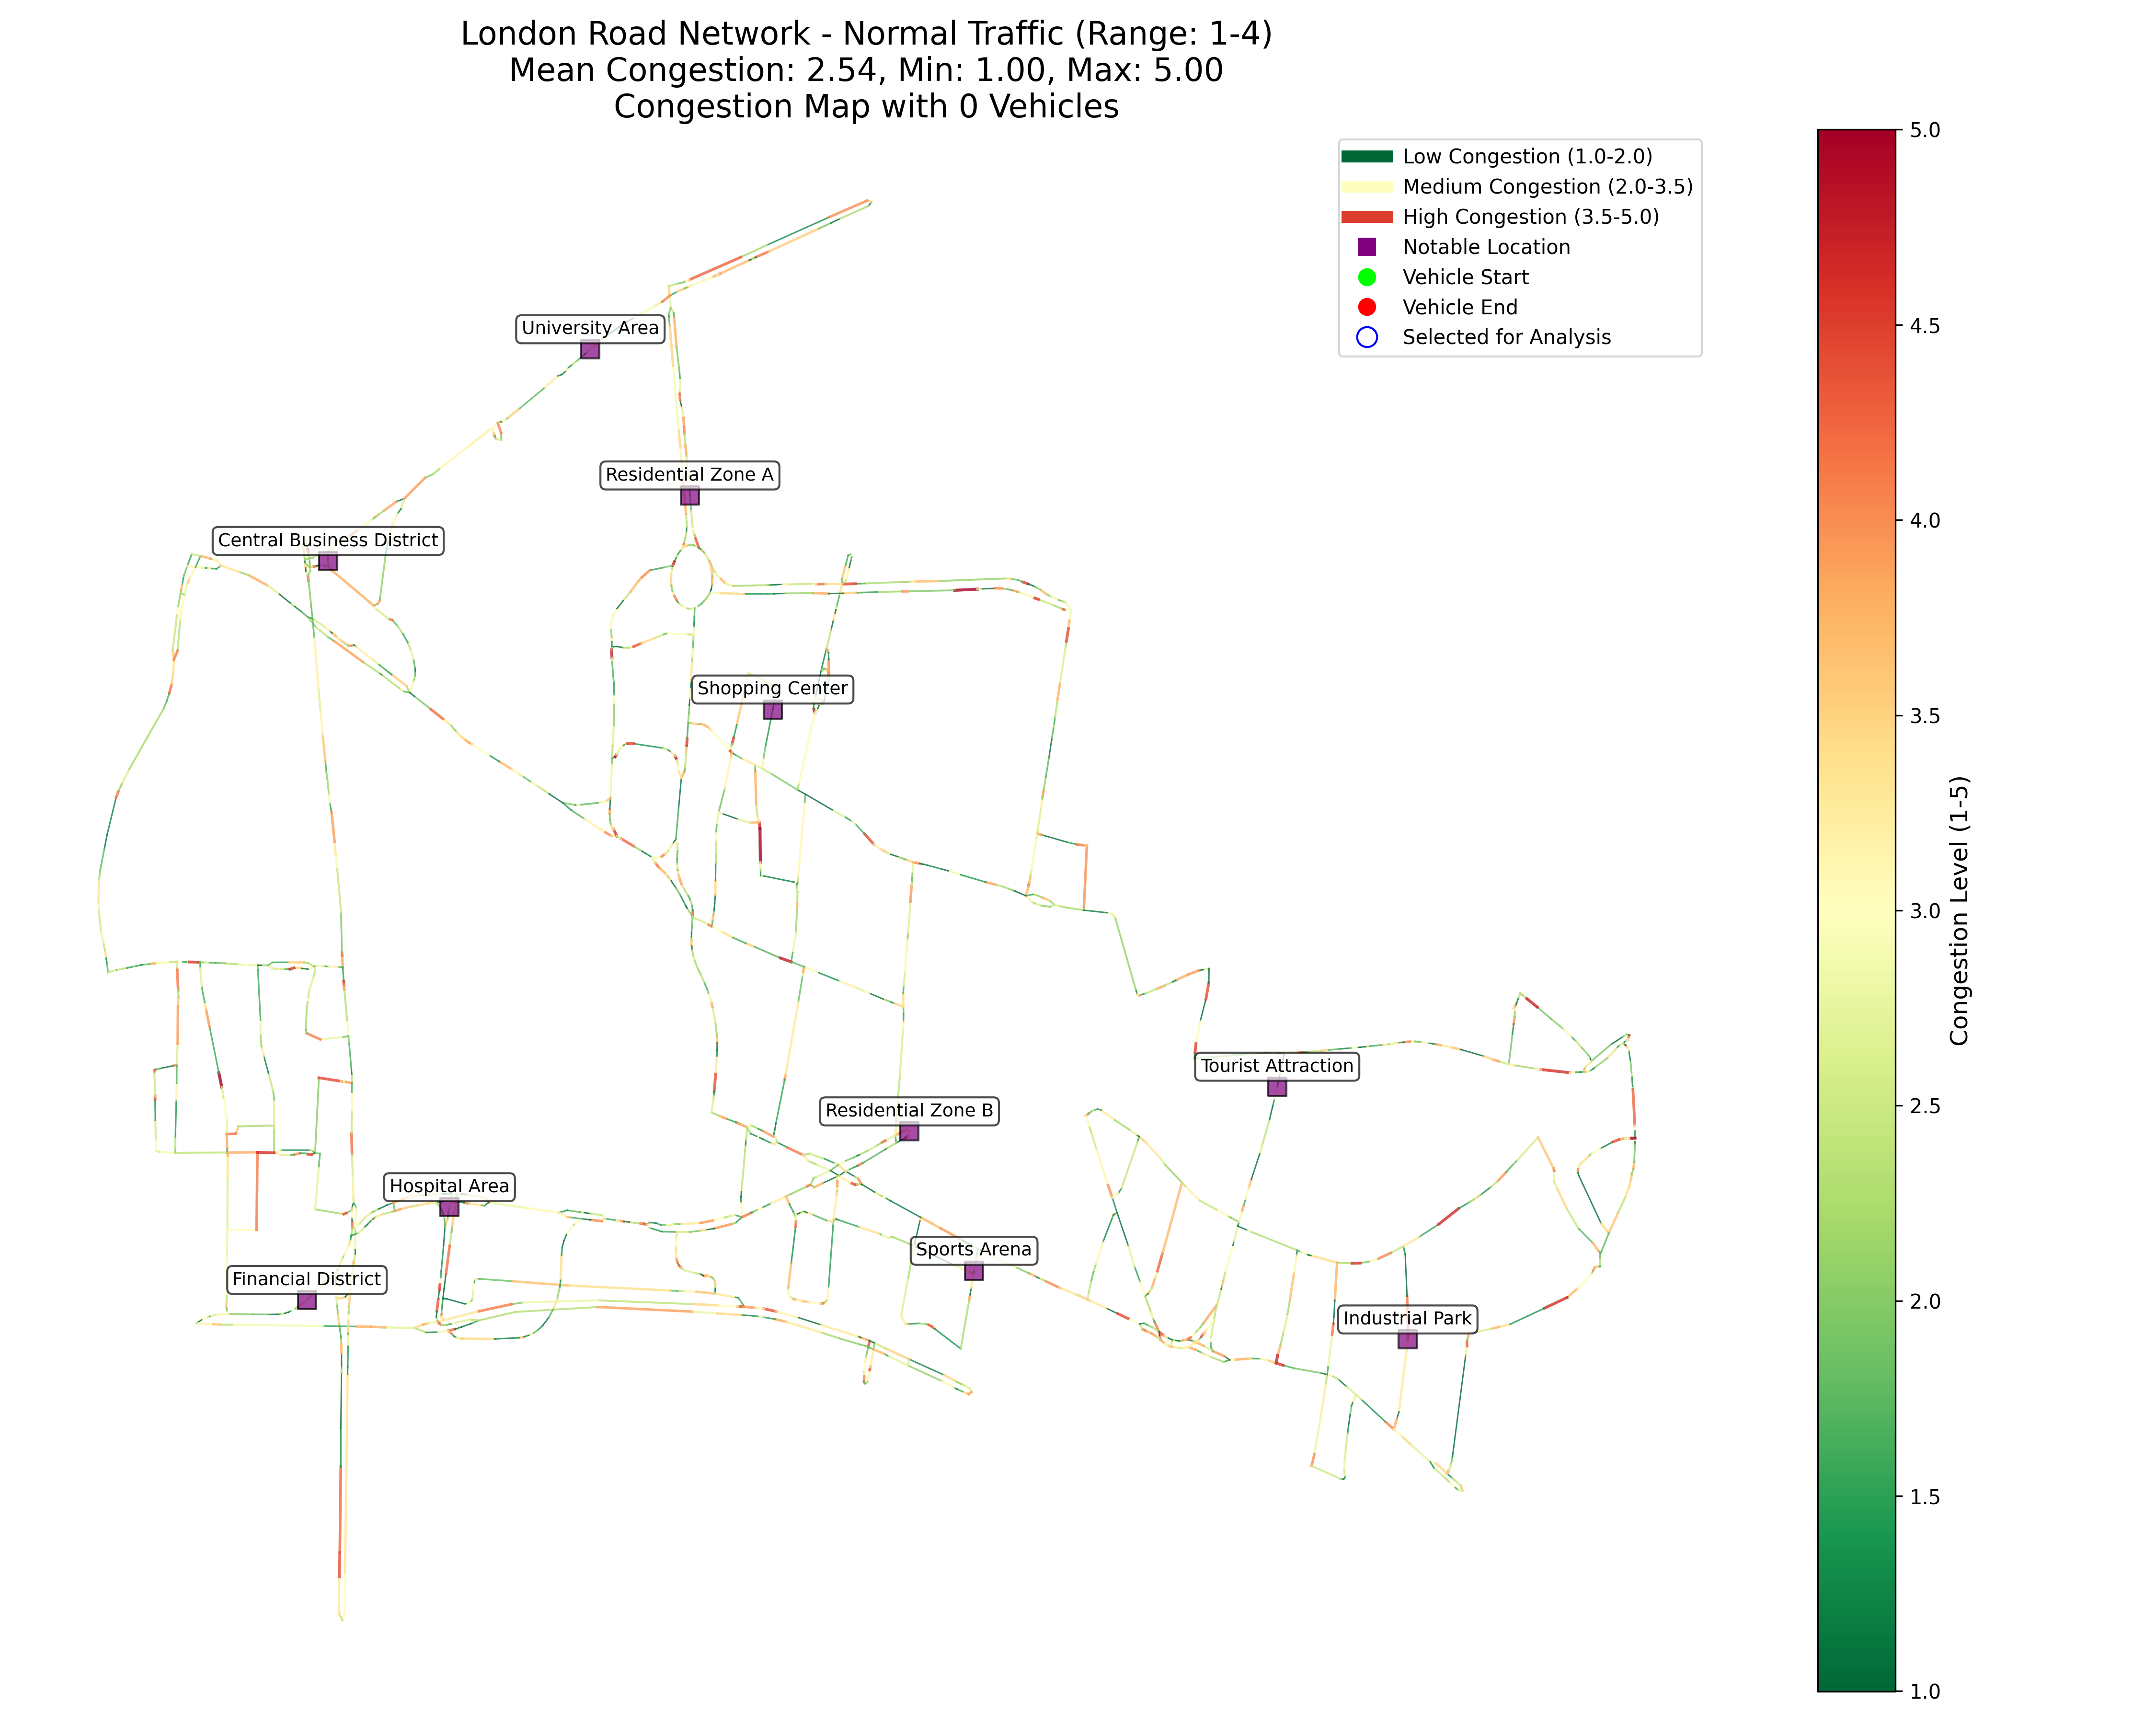 London Road Network - Normal Traffic (Range: 1-4)
Mean Congestion: 2.54, Min: 1.00, Max: 5.00
Congestion Map with 0 Vehicles
Low Congestion (1.0-2.0)
Medium Congestion (2.0-3.5)
High Congestion (3.5-5.0)
Notable Location
Vehicle Start
Vehicle End
Selected for Analysis
University Area
Residential Zone A
Central Business District
Shopping Center
Tourist Attraction
Residential Zone B
Hospital Area
Sports Arena
Financial District
Industrial Park
5.0
4.5
4.0
3.5
3.0
2.5
2.0
1.5
1.0
Congestion Level (1-5)